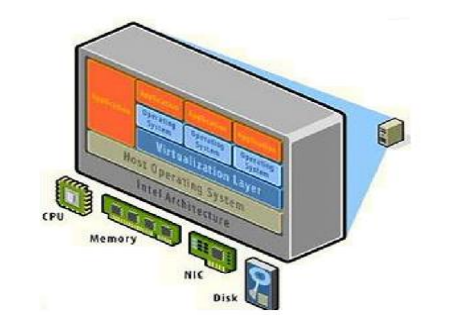 Application
Application
Application
Application
Operating
System
Operating
System
Operating
System
Virtualization Layer
Host Operating System
Intel Architecture
CPU
Memory
NIC
Disk